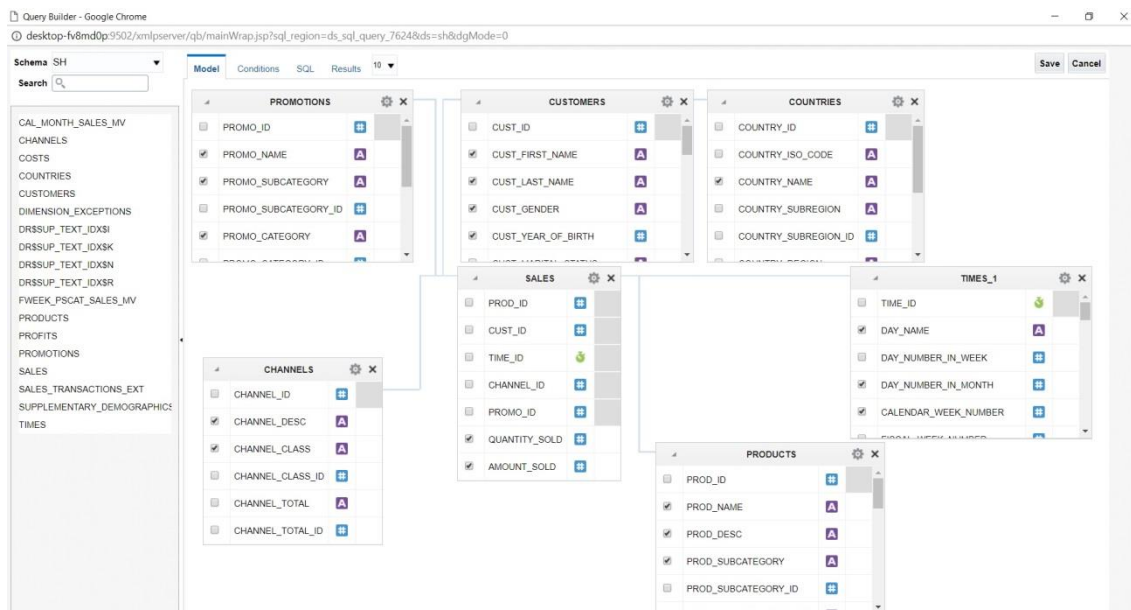 Query Builder - Google Chrome
desktop-fv8md0p:9502/xmlpserver/qb/mainWrap.jsp?sql_region=ds_sql_query_7624&ds=sh&dgMode=0
Schema SH
Search
Model Conditions SQL Results 10
Save Cancel
CAL_MONTH_SALES_MV
CHANNELS
COSTS
COUNTRIES
CUSTOMERS
DIMENSION_EXCEPTIONS
DR$SUP_TEXT_IDX$I
DR$SUP_TEXT_IDX$K
DR$SUP_TEXT_IDX$N
DR$SUP_TEXT_IDX$R
FWEEK_PSCAT_SALES_MV
PRODUCTS
PROFITS
PROMOTIONS
SALES
SALES_TRANSACTIONS_EXT
SUPPLEMENTARY_DEMOGRAPHICS
TIMES
PROMOTIONS
PROMO_ID #
PROMO_NAME A
PROMO_SUBCATEGORY A
PROMO_SUBCATEGORY_ID #
PROMO_CATEGORY A
CUSTOMERS
CUST_ID #
CUST_FIRST_NAME A
CUST_LAST_NAME A
CUST_GENDER A
CUST_YEAR_OF_BIRTH #
COUNTRIES
COUNTRY_ID #
COUNTRY_ISO_CODE A
COUNTRY_NAME A
COUNTRY_SUBREGION A
COUNTRY_SUBREGION_ID #
SALES
PROD_ID #
CUST_ID #
TIME_ID
CHANNEL_ID #
PROMO_ID #
QUANTITY_SOLD #
AMOUNT_SOLD #
TIMES_1
TIME_ID
DAY_NAME A
DAY_NUMBER_IN_WEEK #
DAY_NUMBER_IN_MONTH #
CALENDAR_WEEK_NUMBER #
CHANNELS
CHANNEL_ID #
CHANNEL_DESC A
CHANNEL_CLASS A
CHANNEL_CLASS_ID #
CHANNEL_TOTAL A
CHANNEL_TOTAL_ID #
PRODUCTS
PROD_ID #
PROD_NAME A
PROD_DESC A
PROD_SUBCATEGORY A
PROD_SUBCATEGORY_ID #